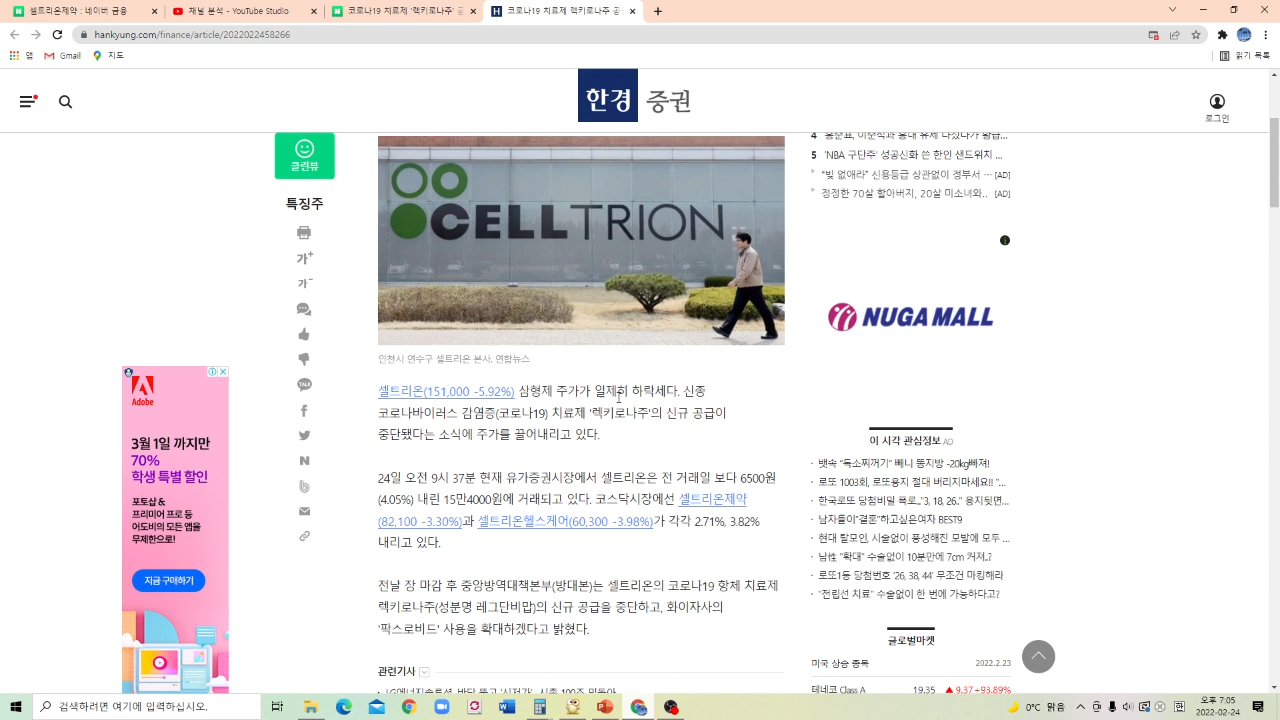 셀트리온제약 : 네이버 금융
채널 분석 - YouTube Studio
코로나19 치료제 '렉키로나주' 공
코로나19 치료제 렉키로나주 공
hankyung.com/finance/article/2022022458266
앱
Gmail
지도
읽기 목록
한경 증권
로그인
클린뷰
특징주
가+
가-
TALK
CELLTRION
인천시 연수구 셀트리온 본사. 연합뉴스
셀트리온(151,000 -5.92%) 삼형제 주가가 일제히 하락세다. 신종
코로나바이러스 감염증(코로나19) 치료제 '렉키로나주'의 신규 공급이
중단됐다는 소식에 주가를 끌어내리고 있다.
24일 오전 9시 37분 현재 유가증권시장에서 셀트리온은 전 거래일 보다 6500원
(4.05%) 내린 15만4000원에 거래되고 있다. 코스닥시장에선 셀트리온제약
(82,100 -3.30%)과 셀트리온헬스케어(60,300 -3.98%)가 각각 2.71%, 3.82%
내리고 있다.
전날 장 마감 후 중앙방역대책본부(방대본)는 셀트리온의 코로나19 항체 치료제
렉키로나주(성분명 레그단비맙)의 신규 공급을 중단하고, 화이자사의
'팍스로비드' 사용을 확대하겠다고 밝혔다.
관련기사
Adobe
3월 1일 까지만
70%
학생 특별 할인
포토샵 &
프리미어 프로 등
어도비의 모든 앱을
무제한으로!
지금 구매하기
4
5 'NBA 구단주' 성공신화 쓴 한인 샌드위치 ...
"빚 없애라" 신용등급 상관없이 정부서 ... [AD]
정정한 70살 할아버지, 20살 미소녀와.. [AD]
NUGA MALL
이 시각 관심정보 AD
뱃속 "독소찌꺼기" 빼니 똥지방 -20kg빠져!
로또 1003회, 로또용지 절대 버리지마세요!! "...
한국로또 당첨비밀 폭로.."3, 18, 26.." 용지뒷면...
남자들이"결혼"하고싶은여자 BEST9
현대 탈모인, 시술없이 풍성해진 모발에 모두 ...
남性 "확대" 수술없이 10분만에 7cm 커져..?
로또1등 당첨번호 '26, 38, 44' 무조건 마킹해라
"전립선 치료" 수술없이 한 번에 가능하다고?
글로벌마켓
미국 상승 종목 2022.2.23
테네코 Class A 19.35 ▲ 9.37 +93.89%
검색하려면 여기에 입력하십시오.
0°C 맑음
오후 7:05
2022-02-24